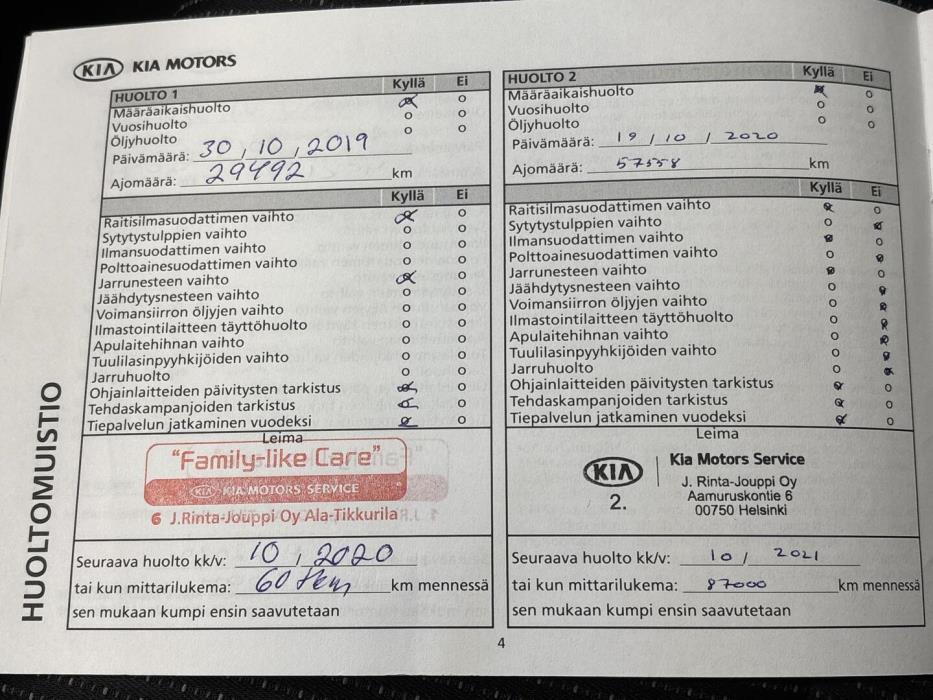 KIA KIA MOTORS
HUOLTOMUISTIO
HUOLTO 1 Kyllä Ei
Määräaikaishuolto
Vuosihuolto
Öljyhuolto
Päivämäärä: 30, 10, 2019
Ajomäärä: 29492 km
Kyllä Ei
Raitisilmasuodattimen vaihto
Sytytystulppien vaihto
Ilmansuodattimen vaihto
Polttoainesuodattimen vaihto
Jarrunesteen vaihto
Jäähdytysnesteen vaihto
Voimansiirron öljyjen vaihto
Ilmastointilaitteen täyttöhuolto
Apulaitehihnan vaihto
Tuulilasinpyyhkijöiden vaihto
Jarruhuolto
Ohjainlaitteiden päivitysten tarkistus
Tehdaskampanjoiden tarkistus
Tiepalvelun jatkaminen vuodeksi
Leima
"Family-like Care"
KIA KIA MOTORS SERVICE
6 J.Rinta-Jouppi Oy Ala-Tikkurila
Seuraava huolto kk/v: 10, 2020
tai kun mittarilukema: 60 tkm, km mennessä
sen mukaan kumpi ensin saavutetaan
HUOLTO 2 Kyllä Ei
Määräaikaishuolto
Vuosihuolto
Öljyhuolto
Päivämäärä: 19 / 10 / 2020
Ajomäärä: 57558 km
Kyllä Ei
Raitisilmasuodattimen vaihto
Sytytystulppien vaihto
Ilmansuodattimen vaihto
Polttoainesuodattimen vaihto
Jarrunesteen vaihto
Jäähdytysnesteen vaihto
Voimansiirron öljyjen vaihto
Ilmastointilaitteen täyttöhuolto
Apulaitehihnan vaihto
Tuulilasinpyyhkijöiden vaihto
Jarruhuolto
Ohjainlaitteiden päivitysten tarkistus
Tehdaskampanjoiden tarkistus
Tiepalvelun jatkaminen vuodeksi
Leima
KIA
2.
Kia Motors Service
J. Rinta-Jouppi Oy
Aamuruskontie 6
00750 Helsinki
Seuraava huolto kk/v: 10 / 2021
tai kun mittarilukema: 87000 km mennessä
sen mukaan kumpi ensin saavutetaan
4